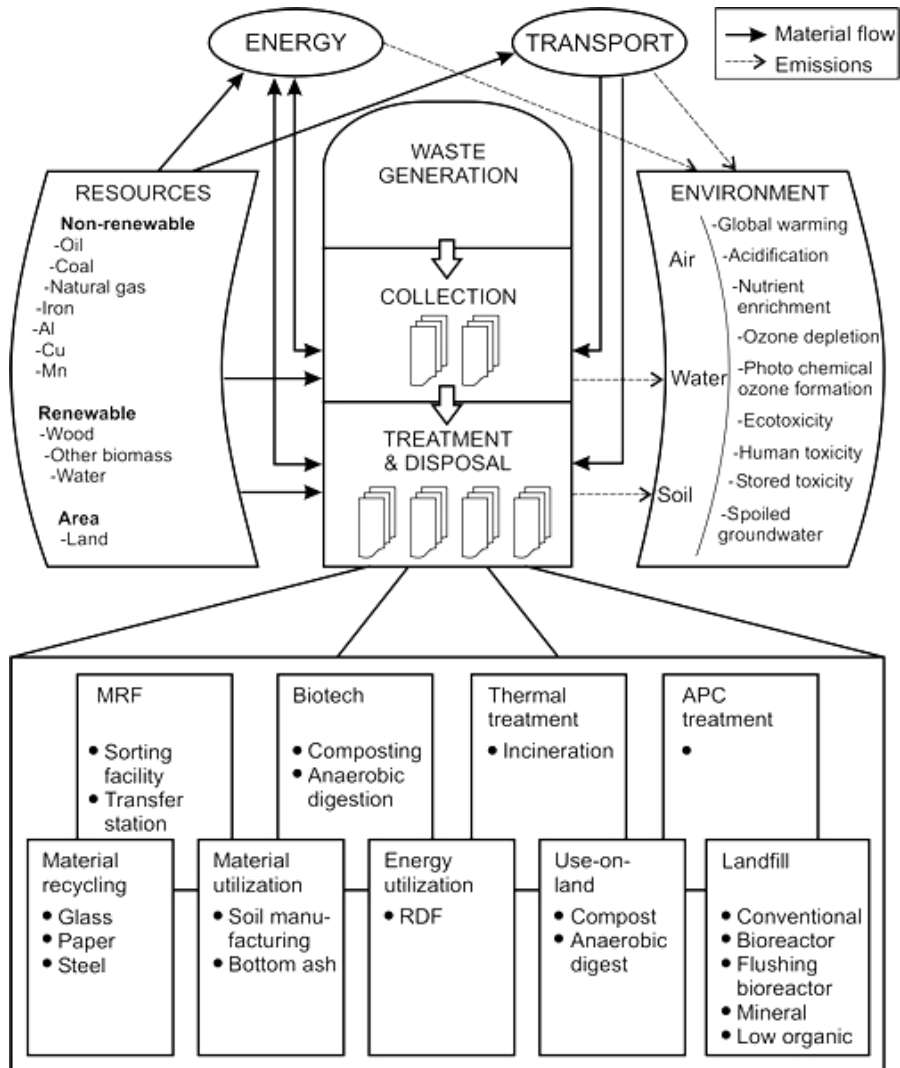 ENERGY
TRANSPORT
Material flow
Emissions
WASTE
GENERATION
COLLECTION
TREATMENT
& DISPOSAL
RESOURCES
Non-renewable
-Oil
-Coal
-Natural gas
-Iron
-Al
-Cu
-Mn
Renewable
-Wood
-Other biomass
-Water
Area
-Land
ENVIRONMENT
Air
Water
Soil
-Global warming
-Acidification
-Nutrient
enrichment
-Ozone depletion
-Photo chemical
ozone formation
-Ecotoxicity
-Human toxicity
-Stored toxicity
-Spoiled
groundwater
MRF
• Sorting
facility
• Transfer
station
Biotech
• Composting
• Anaerobic
digestion
Thermal
treatment
• Incineration
APC
treatment
•
Material
recycling
• Glass
• Paper
• Steel
Material
utilization
• Soil manu-
facturing
• Bottom ash
Energy
utilization
• RDF
Use-on-
land
• Compost
• Anaerobic
digest
Landfill
• Conventional
• Bioreactor
• Flushing
bioreactor
• Mineral
• Low organic